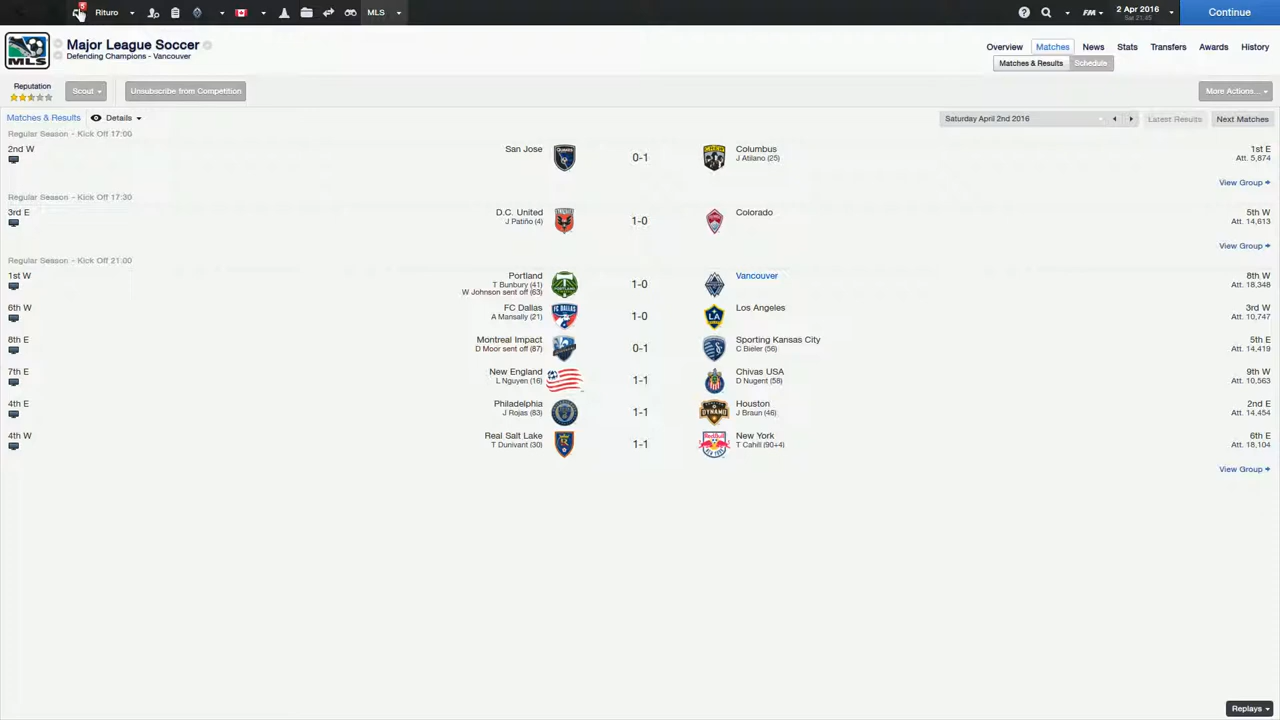 5
Rituro
MLS
FM
2 Apr 2016
Sat 21:45
Continue
MLS
Major League Soccer
Defending Champions - Vancouver
Overview
Matches
News
Stats
Transfers
Awards
History
Matches & Results
Schedule
Reputation
Scout
Unsubscribe from Competition
More Actions...
Matches & Results
Details
Saturday April 2nd 2016
Latest Results
Next Matches
Regular Season - Kick Off 17:00
2nd W
San Jose
0-1
Columbus
J Atilano (25)
1st E
Att. 5,874
View Group
Regular Season - Kick Off 17:30
3rd E
D.C. United
J Patiño (4)
1-0
Colorado
5th W
Att. 14,613
View Group
Regular Season - Kick Off 21:00
1st W
Portland
T Bunbury (41)
W Johnson sent off (63)
1-0
Vancouver
8th W
Att. 18,348
6th W
FC Dallas
A Mansally (21)
1-0
Los Angeles
3rd W
Att. 10,747
8th E
Montreal Impact
D Moor sent off (87)
0-1
Sporting Kansas City
C Bieler (56)
5th E
Att. 14,419
7th E
New England
L Nguyen (16)
1-1
Chivas USA
D Nugent (58)
9th W
Att. 10,563
4th E
Philadelphia
J Rojas (83)
1-1
Houston
J Braun (46)
2nd E
Att. 14,454
4th W
Real Salt Lake
T Dunivant (30)
1-1
New York
T Cahill (90+4)
6th E
Att. 18,104
View Group
Replays